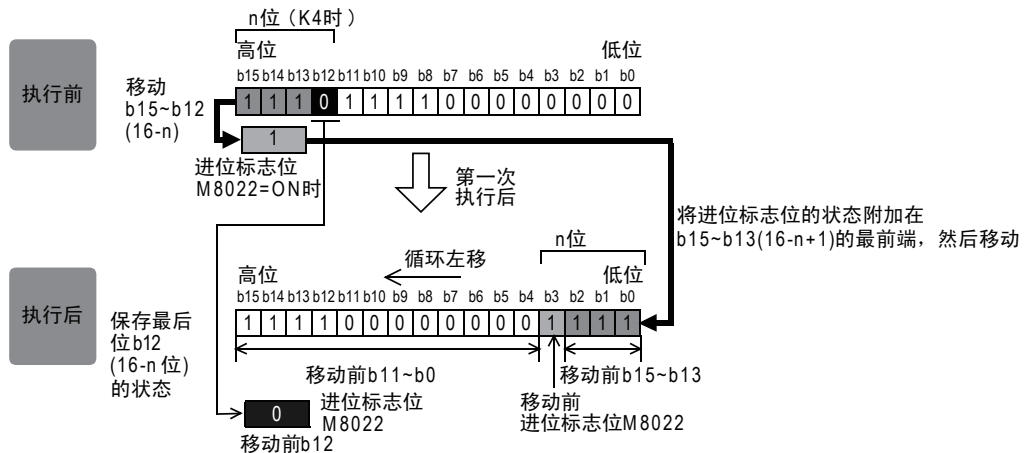 n位（K4时）
高位 低位
b15 b14 b13 b12 b11 b10 b9 b8 b7 b6 b5 b4 b3 b2 b1 b0
执行前
移动
b15~b12
(16-n)
1 1 1 0 1 1 1 1 0 0 0 0 0 0 0 0
1
进位标志位
M8022=ON时
第一次
执行后
将进位标志位的状态附加在
b15~b13(16-n+1)的最前端，然后移动
n位
循环左移
高位 低位
b15 b14 b13 b12 b11 b10 b9 b8 b7 b6 b5 b4 b3 b2 b1 b0
执行后
1 1 1 1 0 0 0 0 0 0 0 0 1 1 1 1
保存最后
位b12
(16-n位)
的状态
移动前b11~b0
移动前b15~b13
移动前
进位标志位M8022
0
进位标志位
M8022
移动前b12